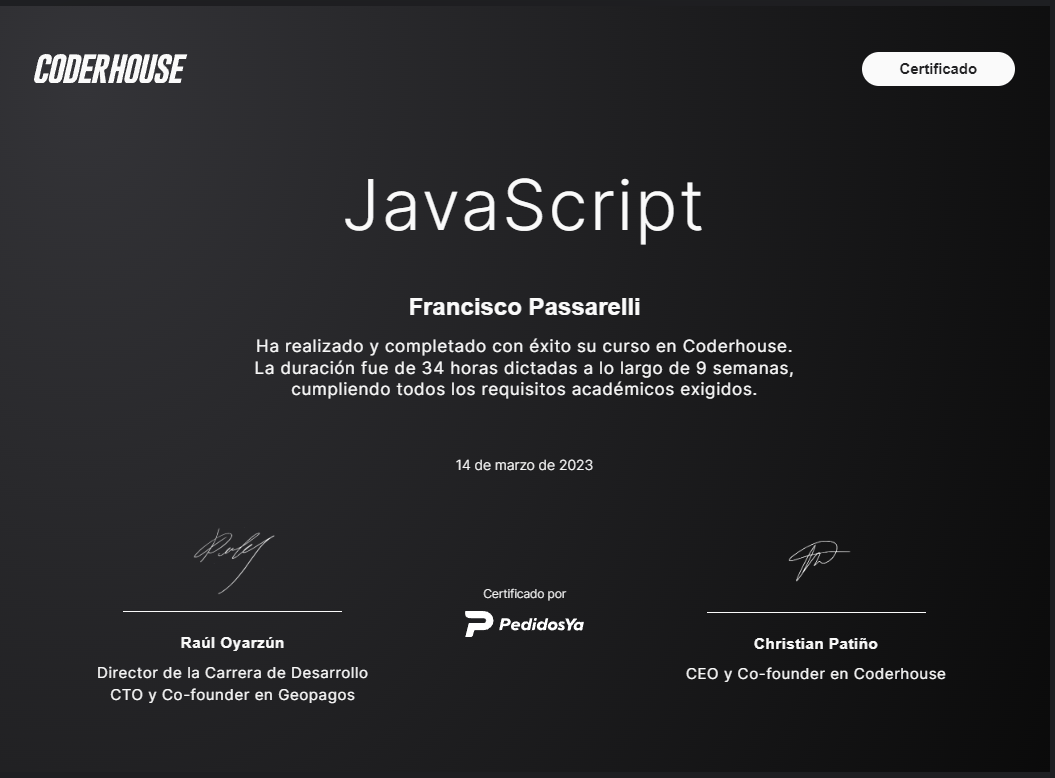 CODERHOUSE
Certificado
JavaScript
Francisco Passarelli
Ha realizado y completado con éxito su curso en Coderhouse.
La duración fue de 34 horas dictadas a lo largo de 9 semanas,
cumpliendo todos los requisitos académicos exigidos.
14 de marzo de 2023
Certificado por
PedidosYa
Raúl Oyarzún
Director de la Carrera de Desarrollo
CTO y Co-founder en Geopagos
Christian Patiño
CEO y Co-founder en Coderhouse